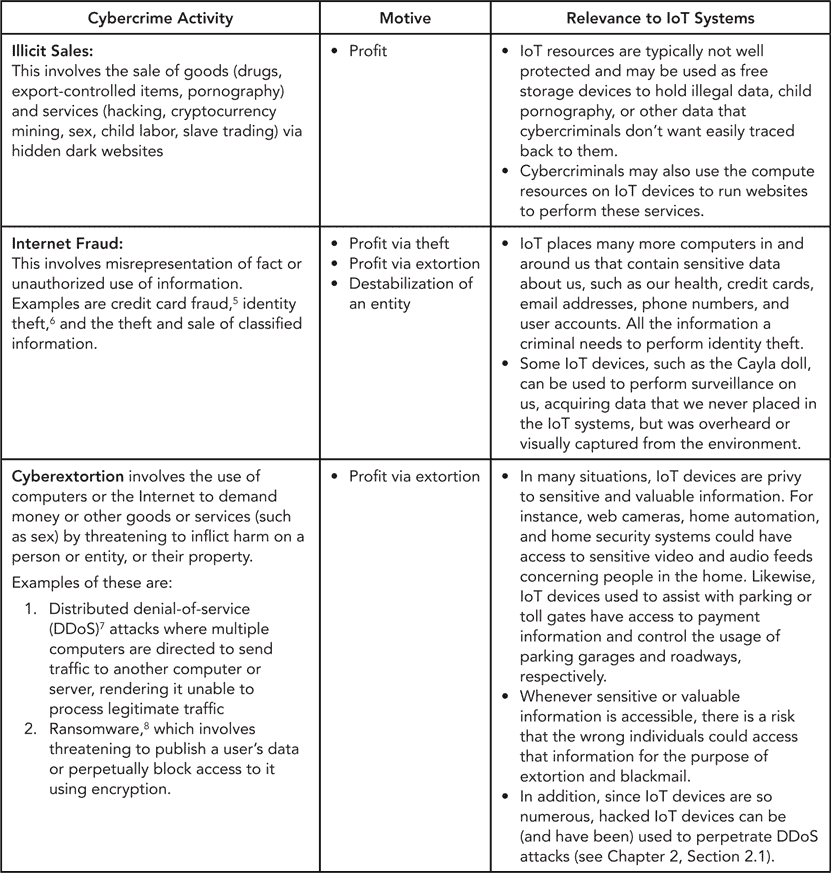 Cybercrime Activity
Motive
Relevance to IoT Systems
Illicit Sales:
This involves the sale of goods (drugs,
export-controlled items, pornography)
and services (hacking, cryptocurrency
mining, sex, child labor, slave trading) via
hidden dark websites
• Profit
• IoT resources are typically not well
protected and may be used as free
storage devices to hold illegal data, child
pornography, or other data that
cybercriminals don’t want easily traced
back to them.
• Cybercriminals may also use the compute
resources on IoT devices to run websites
to perform these services.
Internet Fraud:
This involves misrepresentation of fact or
unauthorized use of information.
Examples are credit card fraud,⁵ identity
theft,⁶ and the theft and sale of classified
information.
• Profit via theft
• Profit via extortion
• Destabilization of
an entity
• IoT places many more computers in and
around us that contain sensitive data
about us, such as our health, credit cards,
email addresses, phone numbers, and
user accounts. All the information a
criminal needs to perform identity theft.
• Some IoT devices, such as the Cayla doll,
can be used to perform surveillance on
us, acquiring data that we never placed in
the IoT systems, but was overheard or
visually captured from the environment.
Cyberextortion involves the use of
computers or the Internet to demand
money or other goods or services (such
as sex) by threatening to inflict harm on a
person or entity, or their property.
Examples of these are:
1. Distributed denial-of-service
(DDoS)⁷ attacks where multiple
computers are directed to send
traffic to another computer or
server, rendering it unable to
process legitimate traffic
2. Ransomware,⁸ which involves
threatening to publish a user’s data
or perpetually block access to it
using encryption.
• Profit via extortion
• In many situations, IoT devices are privy
to sensitive and valuable information. For
instance, web cameras, home automation,
and home security systems could have
access to sensitive video and audio feeds
concerning people in the home. Likewise,
IoT devices used to assist with parking or
toll gates have access to payment
information and control the usage of
parking garages and roadways,
respectively.
• Whenever sensitive or valuable
information is accessible, there is a risk
that the wrong individuals could access
that information for the purpose of
extortion and blackmail.
• In addition, since IoT devices are so
numerous, hacked IoT devices can be
(and have been) used to perpetrate DDoS
attacks (see Chapter 2, Section 2.1).